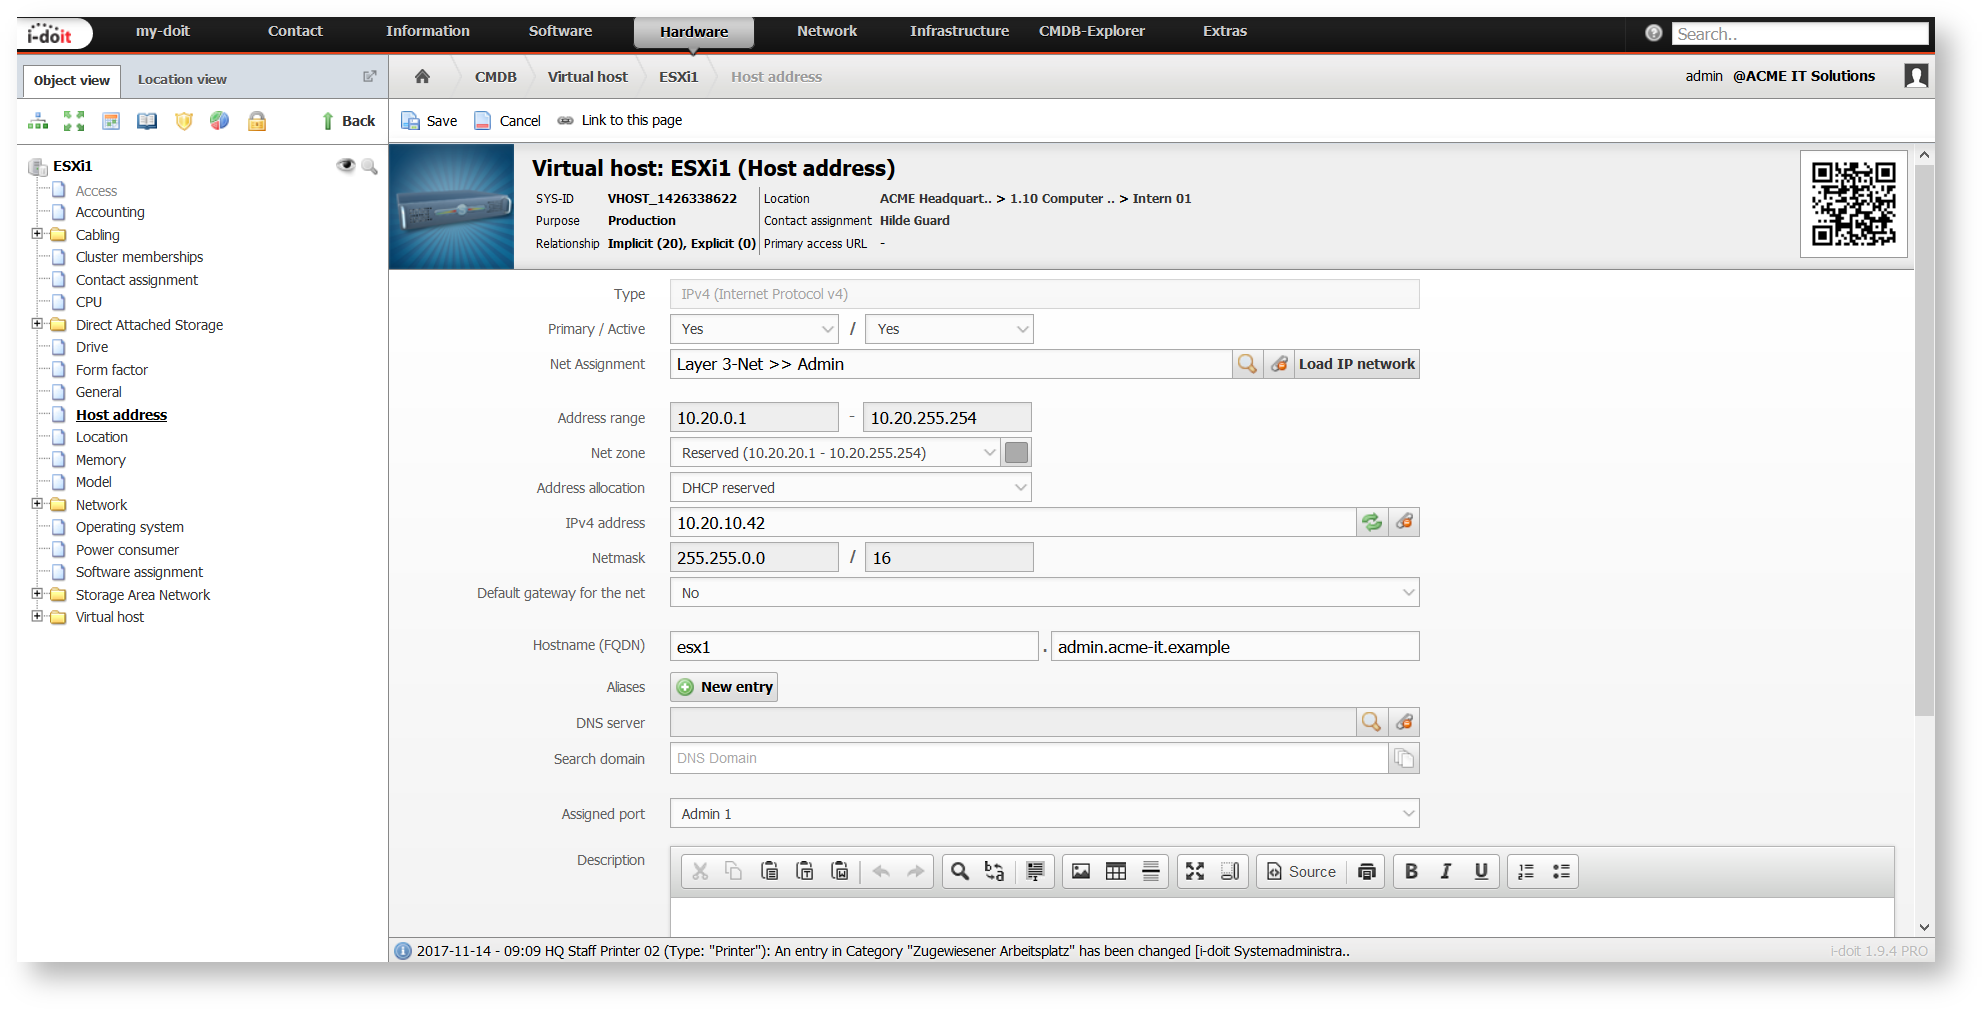 i-doit
my-doit Contact Information Software Hardware Network Infrastructure CMDB-Explorer Extras
Search..
Object view Location view
CMDB Virtual host ESXi1 Host address
admin @ACME IT Solutions
Back
Save Cancel Link to this page
ESXi1
Access
Accounting
Cabling
Cluster memberships
Contact assignment
CPU
Direct Attached Storage
Drive
Form factor
General
Host address
Location
Memory
Model
Network
Operating system
Power consumer
Software assignment
Storage Area Network
Virtual host
Virtual host: ESXi1 (Host address)
SYS-ID VHOST_1426338622 Location ACME Headquart.. > 1.10 Computer .. > Intern 01
Purpose Production Contact assignment Hilde Guard
Relationship Implicit (20), Explicit (0) Primary access URL -
Type IPv4 (Internet Protocol v4)
Primary / Active Yes / Yes
Net Assignment Layer 3-Net >> Admin Load IP network
Address range 10.20.0.1 - 10.20.255.254
Net zone Reserved (10.20.20.1 - 10.20.255.254)
Address allocation DHCP reserved
IPv4 address 10.20.10.42
Netmask 255.255.0.0 / 16
Default gateway for the net No
Hostname (FQDN) esx1 . admin.acme-it.example
Aliases New entry
DNS server
Search domain DNS Domain
Assigned port Admin 1
Description Source B I U
2017-11-14 - 09:09 HQ Staff Printer 02 (Type: "Printer"): An entry in Category "Zugewiesener Arbeitsplatz" has been changed [i-doit Systemadministra..
i-doit 1.9.4 PRO